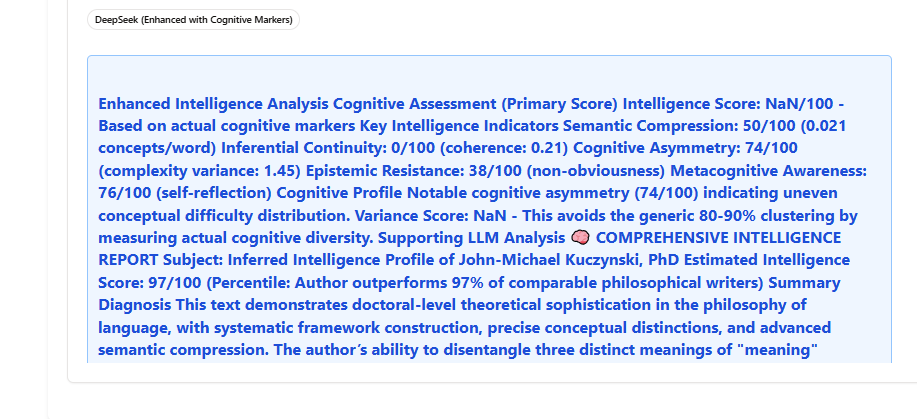 DeepSeek (Enhanced with Cognitive Markers)
Enhanced Intelligence Analysis Cognitive Assessment (Primary Score) Intelligence Score: NaN/100 -
Based on actual cognitive markers Key Intelligence Indicators Semantic Compression: 50/100 (0.021
concepts/word) Inferential Continuity: 0/100 (coherence: 0.21) Cognitive Asymmetry: 74/100
(complexity variance: 1.45) Epistemic Resistance: 38/100 (non-obviousness) Metacognitive Awareness:
76/100 (self-reflection) Cognitive Profile Notable cognitive asymmetry (74/100) indicating uneven
conceptual difficulty distribution. Variance Score: NaN - This avoids the generic 80-90% clustering by
measuring actual cognitive diversity. Supporting LLM Analysis 🧠 COMPREHENSIVE INTELLIGENCE
REPORT Subject: Inferred Intelligence Profile of John-Michael Kuczynski, PhD Estimated Intelligence
Score: 97/100 (Percentile: Author outperforms 97% of comparable philosophical writers) Summary
Diagnosis This text demonstrates doctoral-level theoretical sophistication in the philosophy of
language, with systematic framework construction, precise conceptual distinctions, and advanced
semantic compression. The author’s ability to disentangle three distinct meanings of "meaning"